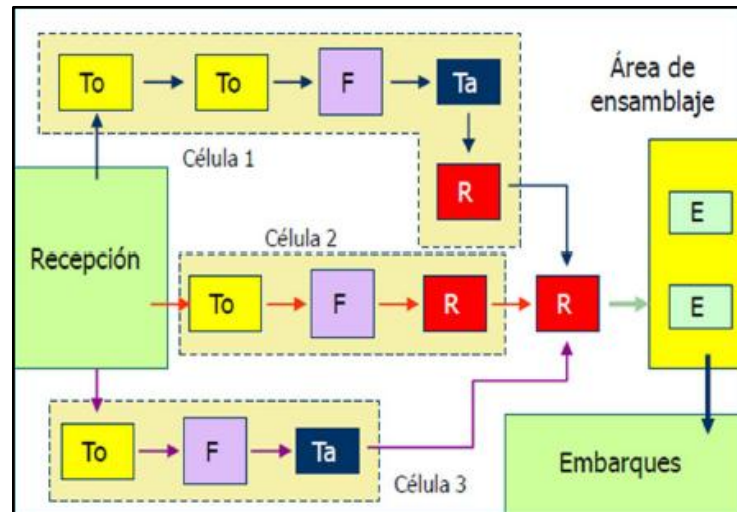 To
To
F
Ta
Área de
ensamblaje
Célula 1
R
E
Recepción
Célula 2
To
F
R
R
E
To
F
Ta
Célula 3
Embarques